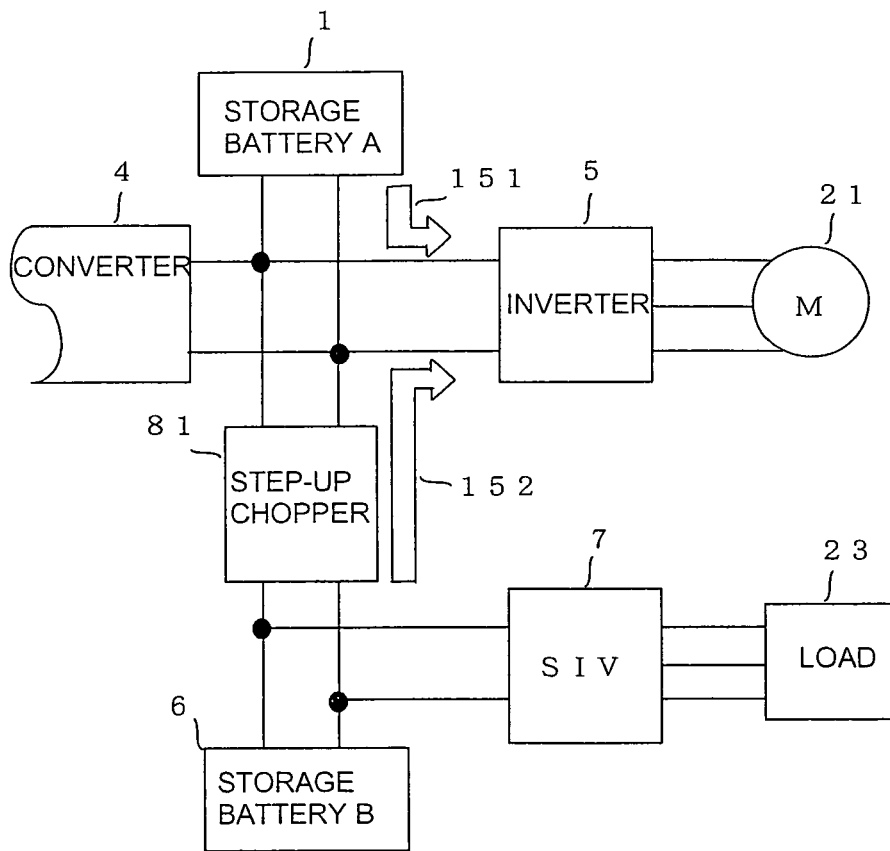 1
STORAGE
BATTERY A
4
151
5
21
CONVERTER
INVERTER
M
81
STEP-UP
CHOPPER
152
7
23
SIV
LOAD
6
STORAGE
BATTERY B